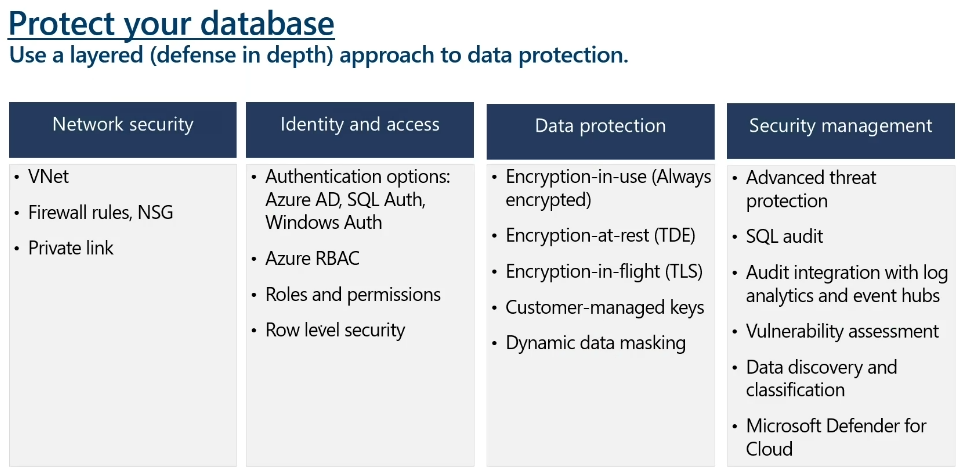 Protect your database
Use a layered (defense in depth) approach to data protection.
Network security
• VNet
• Firewall rules, NSG
• Private link
Identity and access
• Authentication options:
Azure AD, SQL Auth,
Windows Auth
• Azure RBAC
• Roles and permissions
• Row level security
Data protection
• Encryption-in-use (Always
encrypted)
• Encryption-at-rest (TDE)
• Encryption-in-flight (TLS)
• Customer-managed keys
• Dynamic data masking
Security management
• Advanced threat
protection
• SQL audit
• Audit integration with log
analytics and event hubs
• Vulnerability assessment
• Data discovery and
classification
• Microsoft Defender for
Cloud